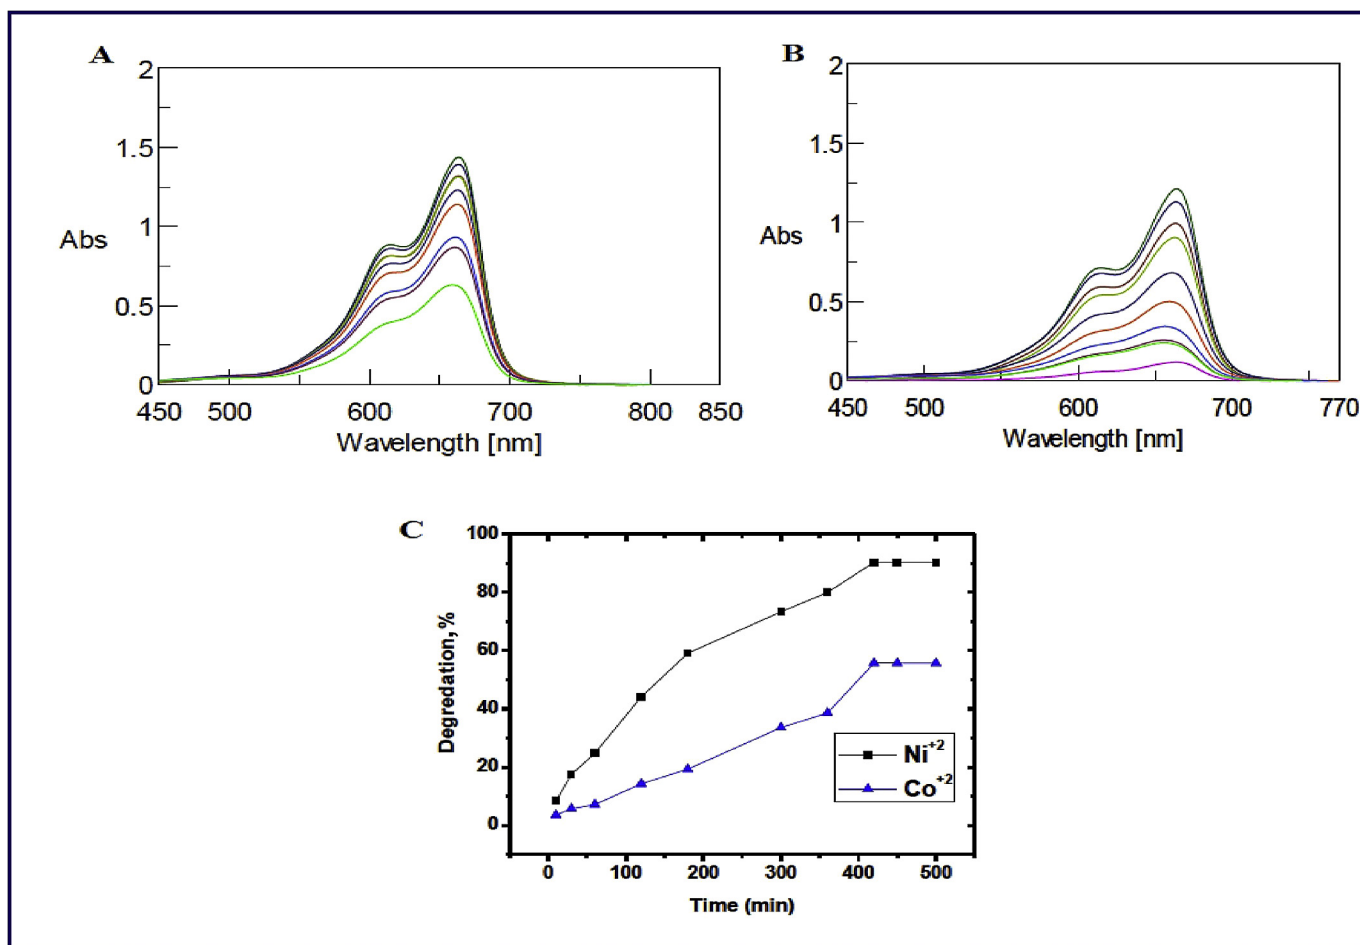 A
2
1.5
1
0.5
0
Abs
450 500 600 700 800 850
Wavelength [nm]
B
2
1.5
1
0.5
0
Abs
450 500 600 700 770
Wavelength [nm]
C
100
80
60
40
20
0
Degredation,%
Ni+2
Co+2
0 100 200 300 400 500
Time (min)